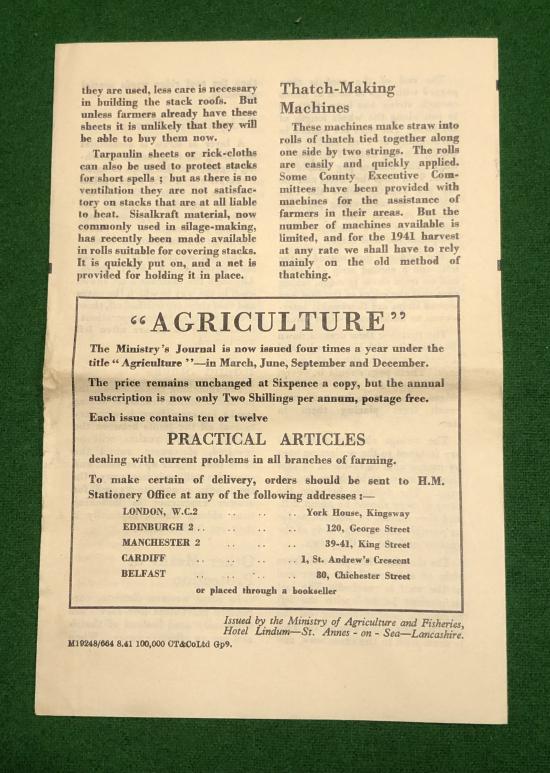 they are used, less care is necessary
in building the stack roofs. But
unless farmers already have these
sheets it is unlikely that they will
be able to buy them now.
Tarpaulin sheets or rick-cloths
can also be used to protect stacks
for short spells ; but as there is no
ventilation they are not satisfac-
tory on stacks that are at all liable
to heat. Sisalkraft material, now
commonly used in silage-making,
has recently been made available
in rolls suitable for covering stacks.
It is quickly put on, and a net is
provided for holding it in place.
Thatch-Making
Machines
These machines make straw into
rolls of thatch tied together along
one side by two strings. The rolls
are easily and quickly applied.
Some County Executive Com-
mittees have been provided with
machines for the assistance of
farmers in their areas. But the
number of machines available is
limited, and for the 1941 harvest
at any rate we shall have to rely
mainly on the old method of
thatching.
“AGRICULTURE”
The Ministry's Journal is now issued four times a year under the
title “ Agriculture ”—in March, June, September and December.
The price remains unchanged at Sixpence a copy, but the annual
subscription is now only Two Shillings per annum, postage free.
Each issue contains ten or twelve
PRACTICAL ARTICLES
dealing with current problems in all branches of farming.
To make certain of delivery, orders should be sent to H.M.
Stationery Office at any of the following addresses :—
LONDON, W.C.2 .. .. .. York House, Kingsway
EDINBURGH 2 .. .. .. .. 120, George Street
MANCHESTER 2 .. .. .. 39-41, King Street
CARDIFF .. .. .. .. 1, St. Andrew's Crescent
BELFAST .. .. .. .. 80, Chichester Street
or placed through a bookseller
Issued by the Ministry of Agriculture and Fisheries,
Hotel Lindum—St. Annes - on - Sea—Lancashire.
M19248/664 8.41 100,000 CT&CoLtd Gp9.